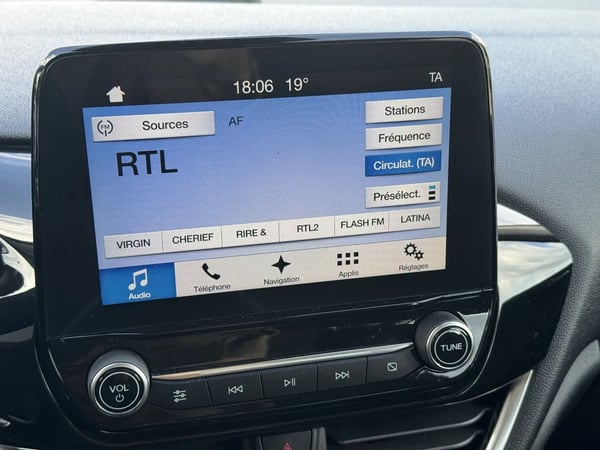 18:06 19° TA
FM Sources
AF
Stations
Fréquence
RTL
Circulat. (TA)
Présélect.
VIRGIN CHERIEF RIRE & RTL2 FLASH FM LATINA
Audio Téléphone Navigation Applis Réglages
VOL
TUNE